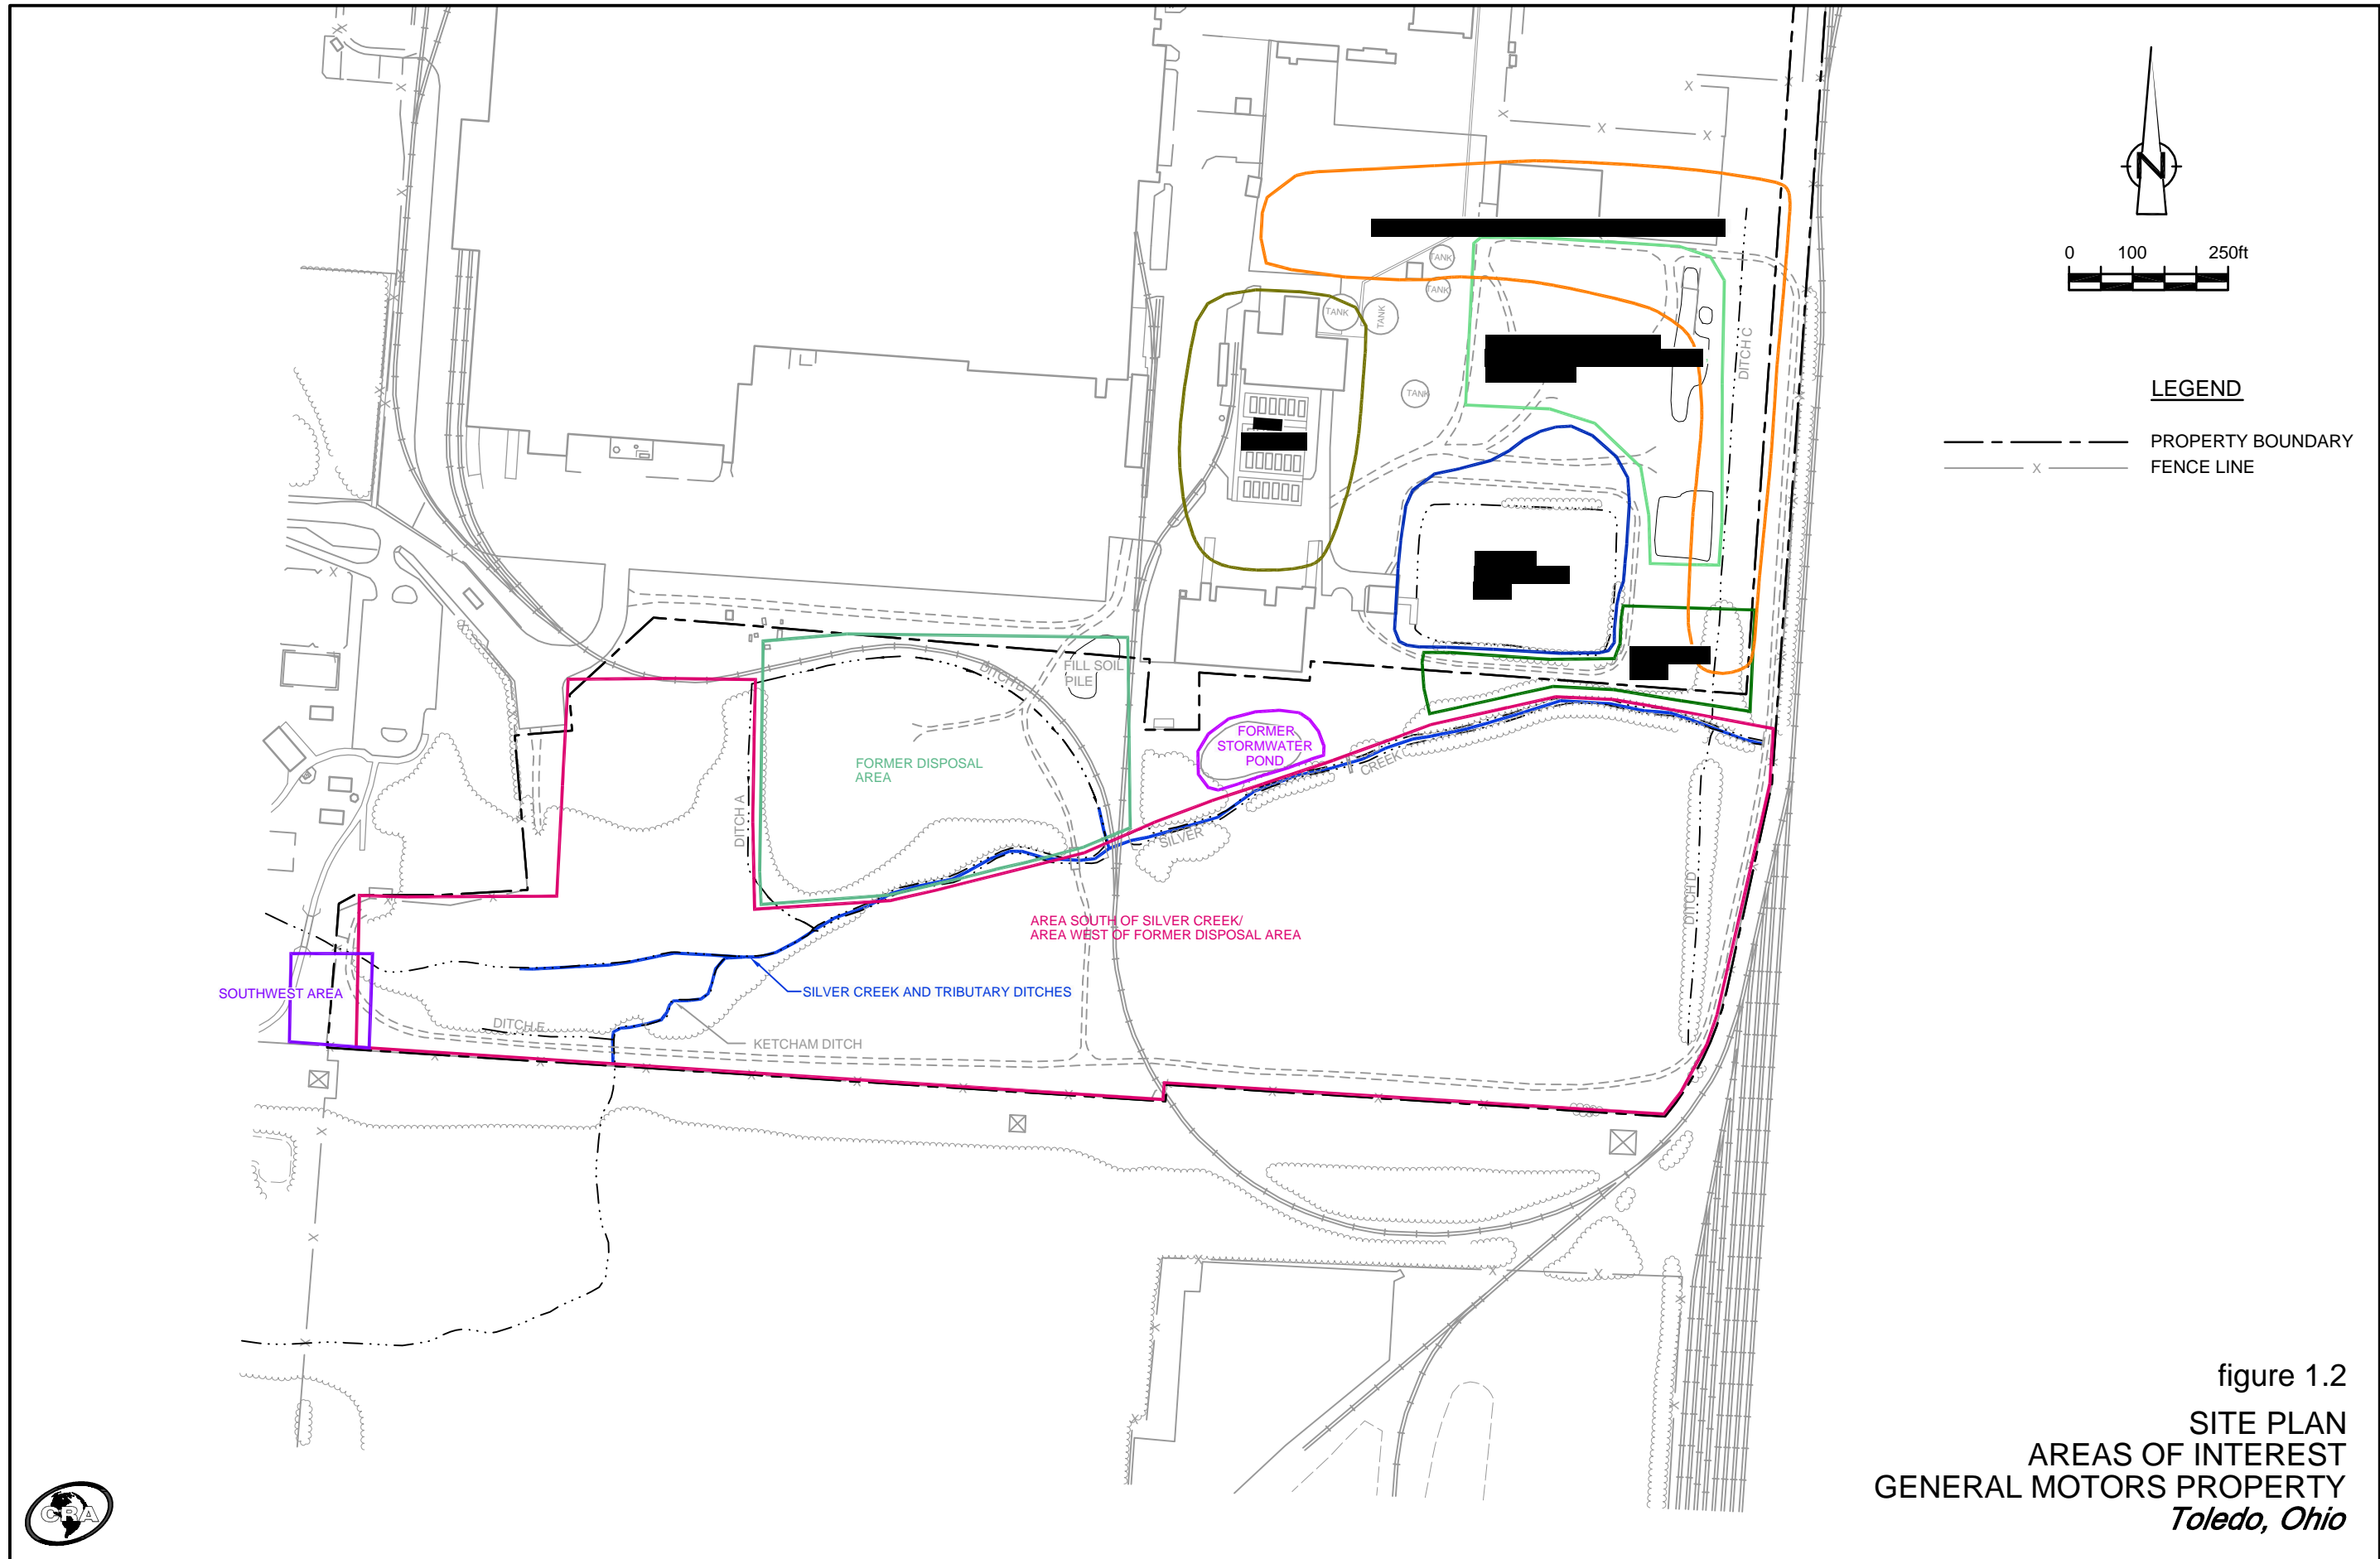 N
0 100 250ft
LEGEND
PROPERTY BOUNDARY
X FENCE LINE
TANK
TANK
TANK
TANK
TANK
DITCH C
FILL SOIL
PILE
DITCH B
FORMER
STORMWATER
POND
FORMER DISPOSAL
AREA
DITCH A
CREEK
SILVER
DITCH D
AREA SOUTH OF SILVER CREEK/
AREA WEST OF FORMER DISPOSAL AREA
SOUTHWEST AREA
SILVER CREEK AND TRIBUTARY DITCHES
DITCH E
KETCHAM DITCH
figure 1.2
SITE PLAN
AREAS OF INTEREST
GENERAL MOTORS PROPERTY
Toledo, Ohio
CRA